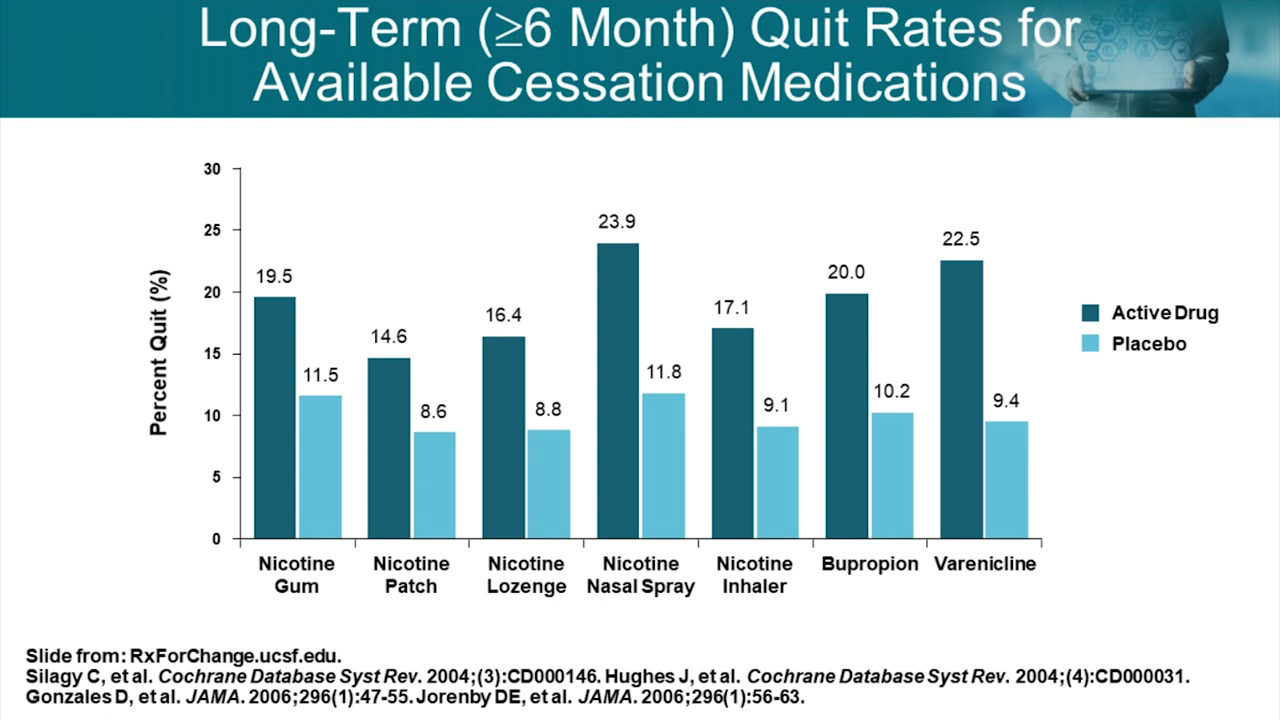 Long-Term (≥6 Month) Quit Rates for
Available Cessation Medications
30
25
20
15
10
5
0
Percent Quit (%)
19.5
11.5
14.6
8.6
16.4
8.8
23.9
11.8
17.1
9.1
20.0
10.2
22.5
9.4
Nicotine
Gum
Nicotine
Patch
Nicotine
Lozenge
Nicotine
Nasal Spray
Nicotine
Inhaler
Bupropion
Varenicline
Active Drug
Placebo
Slide from: RxForChange.ucsf.edu.
Silagy C, et al. Cochrane Database Syst Rev. 2004;(3):CD000146. Hughes J, et al. Cochrane Database Syst Rev. 2004;(4):CD000031.
Gonzales D, et al. JAMA. 2006;296(1):47-55. Jorenby DE, et al. JAMA. 2006;296(1):56-63.